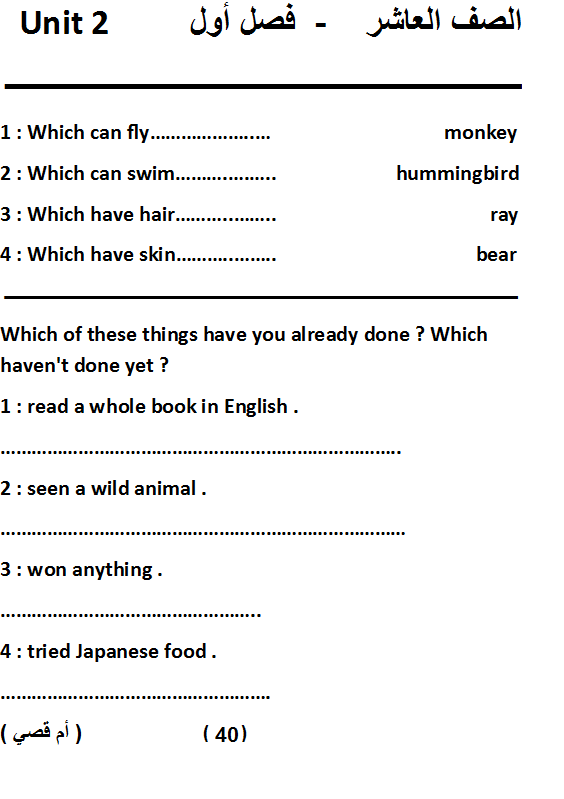 Unit 2 الصف العاشر - فصل أول
1 : Which can fly....................... monkey
2 : Which can swim................... hummingbird
3 : Which have hair................... ray
4 : Which have skin................... bear
Which of these things have you already done ? Which
haven't done yet ?
1 : read a whole book in English .
............................................................................
2 : seen a wild animal .
.............................................................................
3 : won anything .
..................................................
4 : tried Japanese food .
....................................................
( أم قصي ) ( 40)